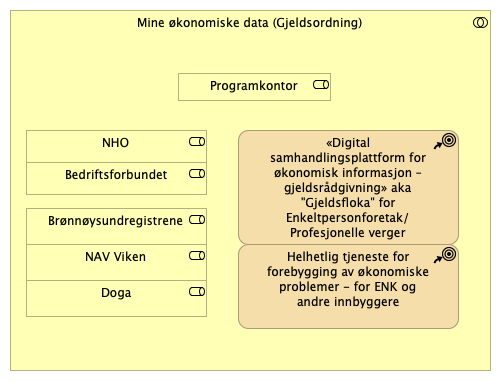 Mine økonomiske data (Gjeldsordning)
Programkontor
NHO
Bedriftsforbundet
Brønnøysundregistrene
NAV Viken
Doga
«Digital
samhandlingsplattform for
økonomisk informasjon –
gjeldsrådgivning» aka
"Gjeldsfloka" for
Enkeltpersonforetak/
Profesjonelle verger
Helhetlig tjeneste for
forebygging av økonomiske
problemer – for ENK og
andre innbyggere